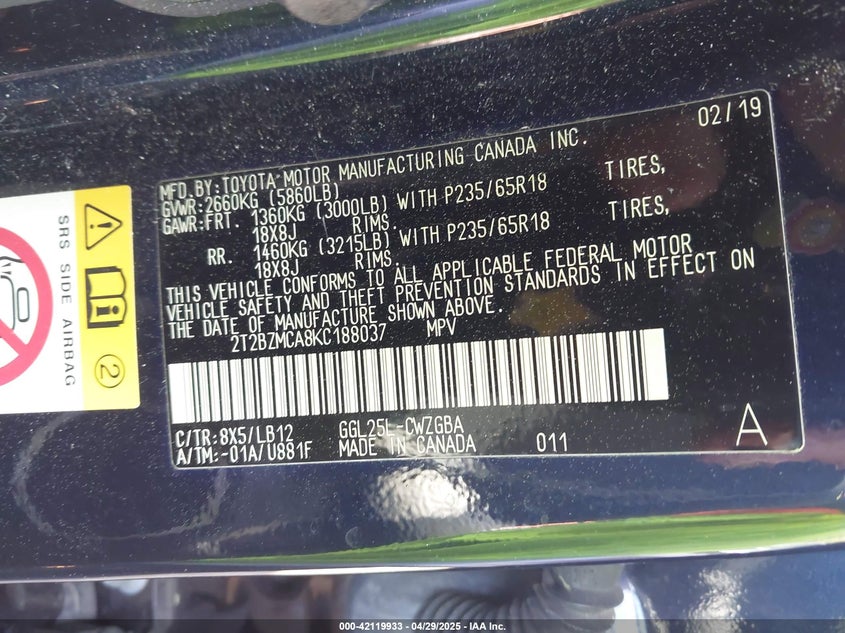 02/19
MFD.BY:TOYOTA MOTOR MANUFACTURING CANADA INC.
GVWR:2660KG (5860LB)
GAWR:FRT. 1360KG (3000LB) WITH P235/65R18 TIRES,
18X8J RIMS.
RR. 1460KG (3215LB) WITH P235/65R18 TIRES,
18X8J RIMS.
THIS VEHICLE CONFORMS TO ALL APPLICABLE FEDERAL MOTOR
VEHICLE SAFETY AND THEFT PREVENTION STANDARDS IN EFFECT ON
THE DATE OF MANUFACTURE SHOWN ABOVE.
2T2BZMCA8KC188037 MPV
C/TR:8X5/LB12 GGL25L-CWZGBA
A/TM:-01A/U881F MADE IN CANADA 011 A
SRS SIDE AIRBAG
2
000-42119933 - 04/29/2025 - IAA Inc.